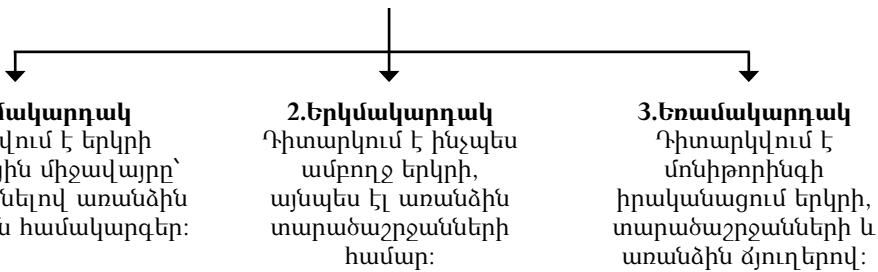 մակարդակ
վում է երկրի
յին միջավայրը՝
նելով առանձին
ն համակարգեր։
2.Երկմակարդակ
Դիտարկում է ինչպես
ամբողջ երկրի,
այնպես էլ առանձին
տարածաշրջանների
համար։
3.Եռամակարդակ
Դիտարկվում է
մոնիթորինգի
իրականացում երկրի,
տարածաշրջանների և
առանձին ճյուղերով։